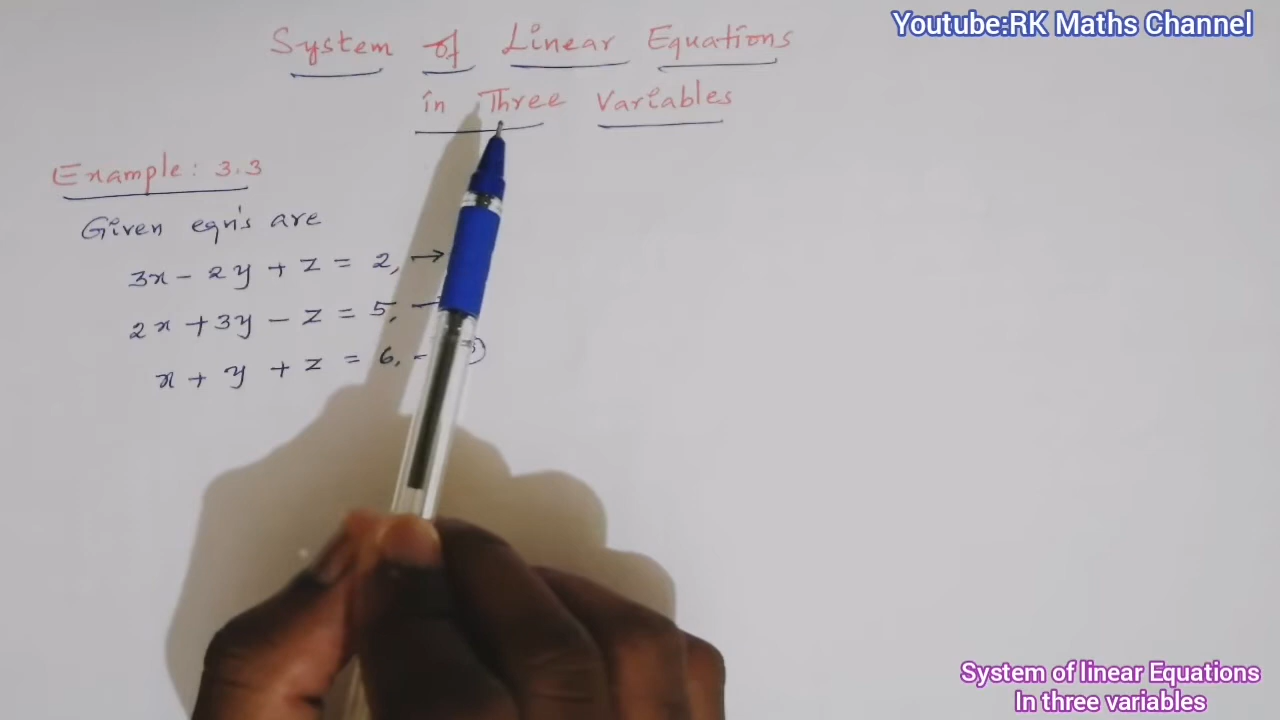 Youtube:RK Maths Channel
System of Linear Equations
in Three Variables
Example: 3.3
Given eqn's are
3x - 2y + z = 2, →
2x + 3y - z = 5, -
x + y + z = 6, - 3)
System of linear Equations
In three variables